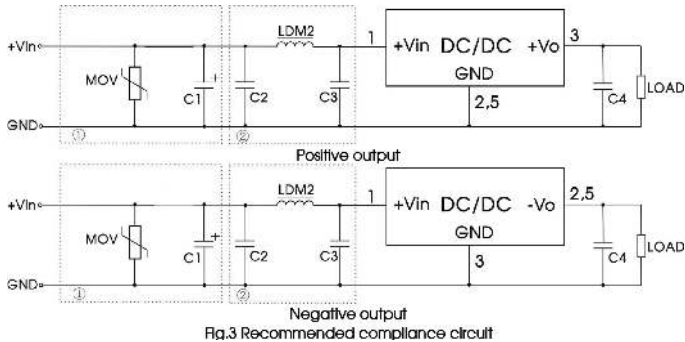 LDM2
+Vin
1
+Vin DC/DC +Vo
3
GND
MOV
C1
+
C2
C3
2,5
C4
LOAD
GND
①
②
Positive output
LDM2
+Vin
1
+Vin DC/DC -Vo
2,5
GND
MOV
C1
+
C2
C3
3
C4
LOAD
GND
①
②
Negative output
Fig.3 Recommended compliance circuit